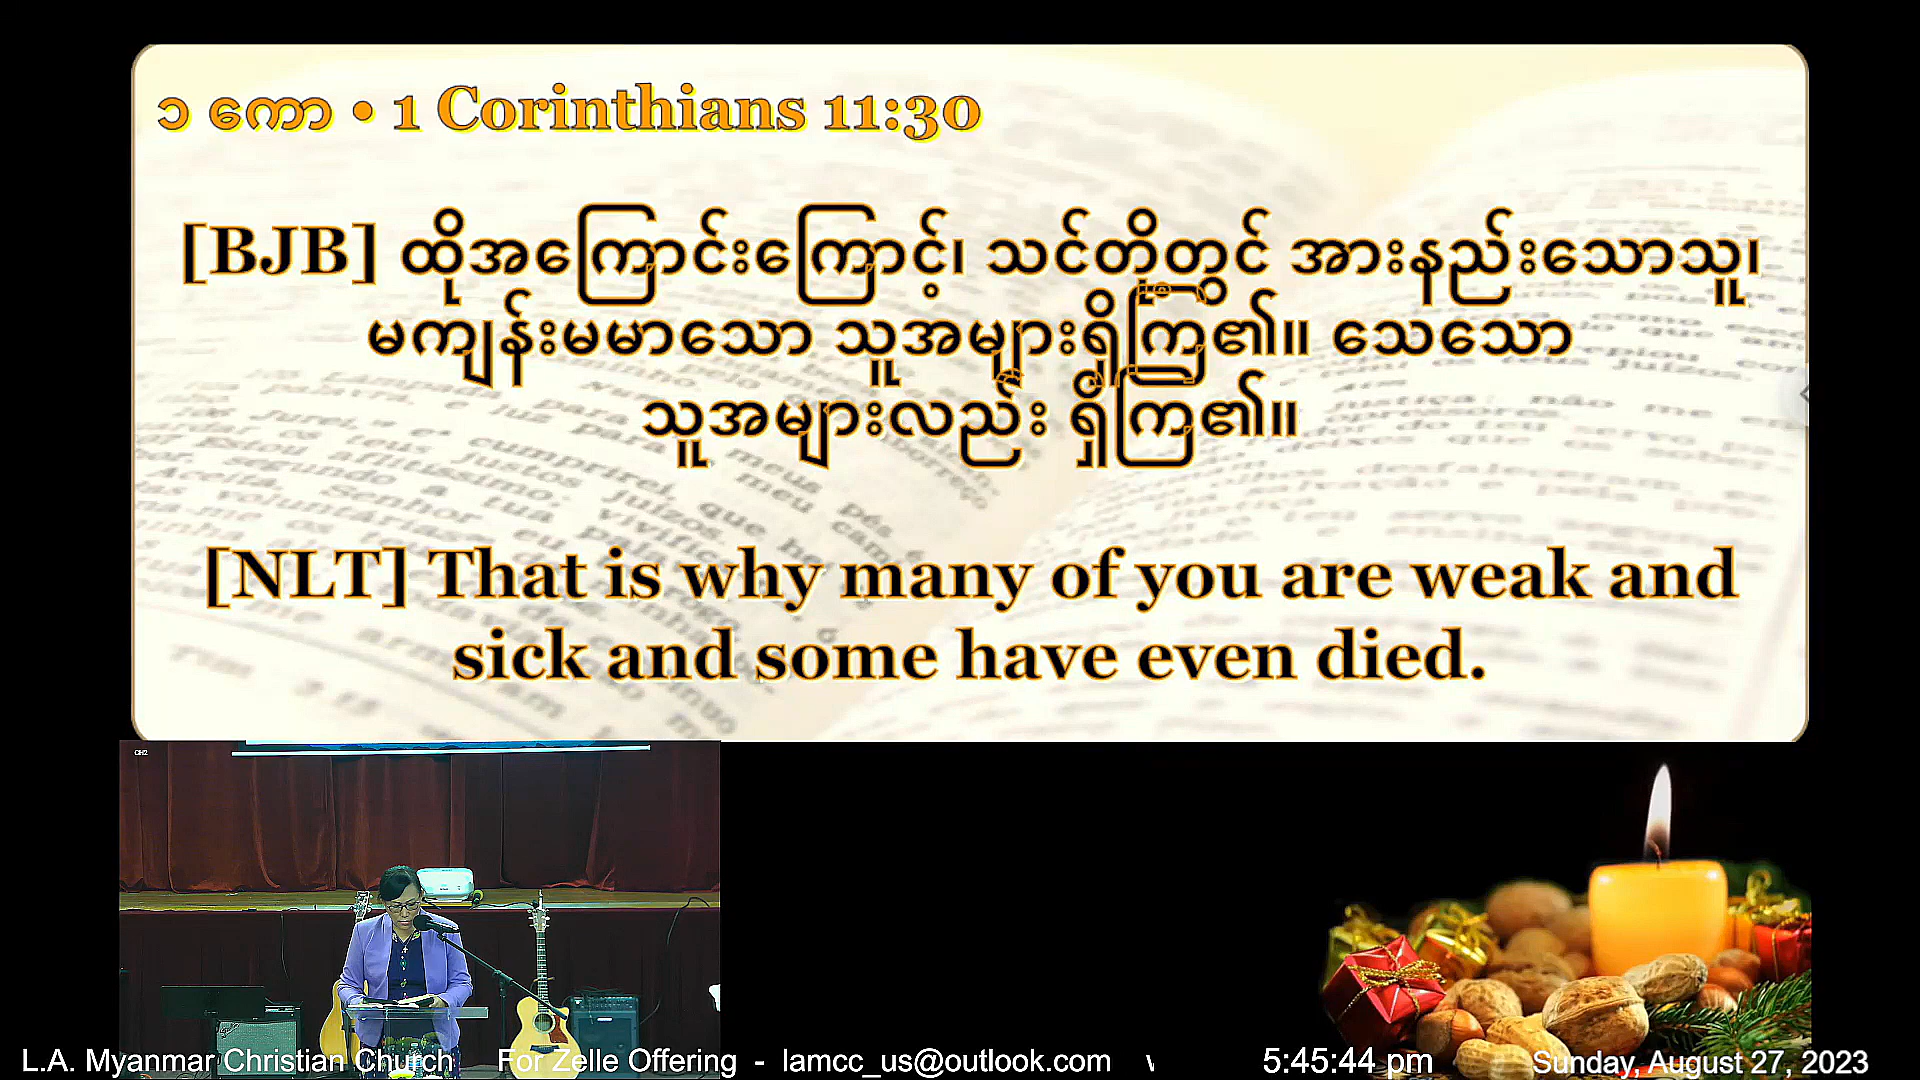 ၁ ကော • 1 Corinthians 11:30
[BJB] ထိုအကြောင်းကြောင့်၊ သင်တို့တွင် အားနည်းသောသူ၊
မကျန်းမမာသော သူအများရှိကြ၏။ သေသော
သူအများလည်း ရှိကြ၏။
[NLT] That is why many of you are weak and
sick and some have even died.
CH2
L.A. Myanmar Christian Church For Zelle Offering - lamcc_us@outlook.com
5:45:44 pm
Sunday, August 27, 2023